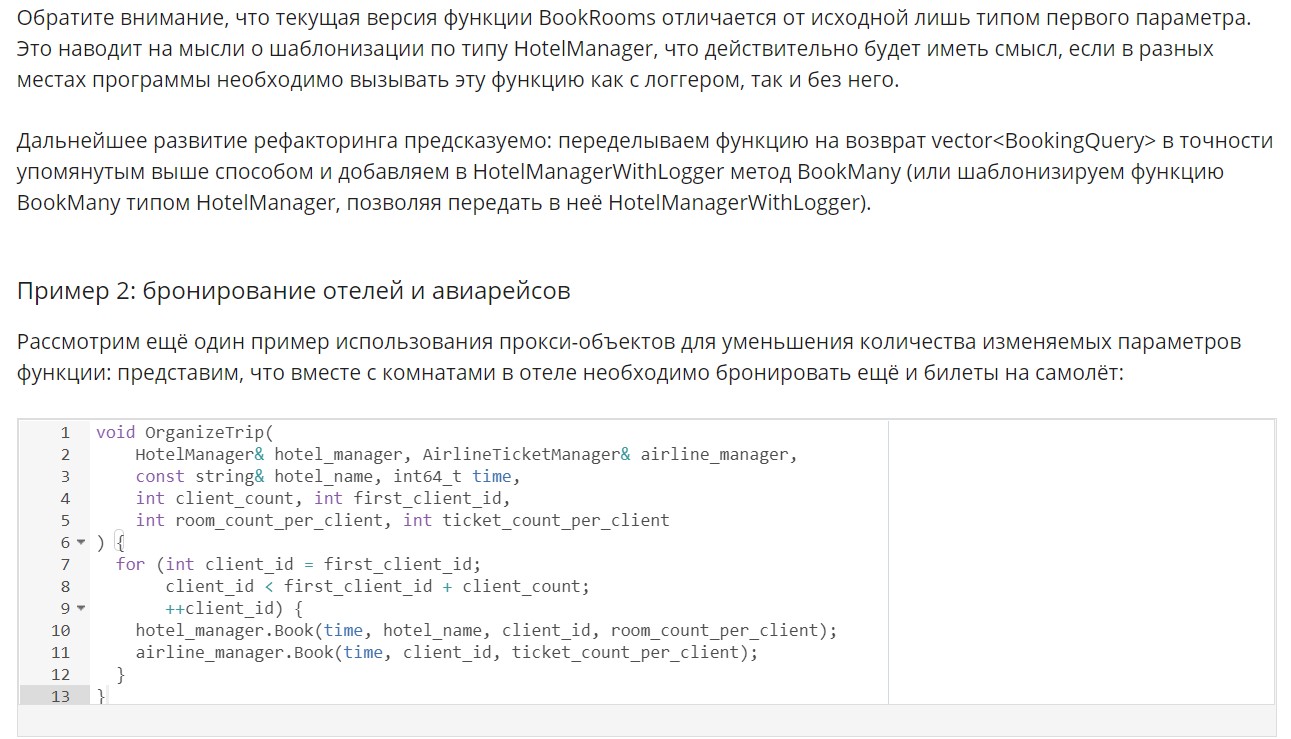 Обратите внимание, что текущая версия функции BookRooms отличается от исходной лишь типом первого параметра.
Это наводит на мысли о шаблонизации по типу HotelManager, что действительно будет иметь смысл, если в разных
местах программы необходимо вызывать эту функцию как с логгером, так и без него.
Дальнейшее развитие рефакторинга предсказуемо: переделываем функцию на возврат vector<BookingQuery> в точности
упомянутым выше способом и добавляем в HotelManagerWithLogger метод BookMany (или шаблонизируем функцию
BookMany типом HotelManager, позволяя передать в неё HotelManagerWithLogger).
Пример 2: бронирование отелей и авиарейсов
Рассмотрим ещё один пример использования прокси-объектов для уменьшения количества изменяемых параметров
функции: представим, что вместе с комнатами в отеле необходимо бронировать ещё и билеты на самолёт:
1 void OrganizeTrip(
2 HotelManager& hotel_manager, AirlineTicketManager& airline_manager,
3 const string& hotel_name, int64_t time,
4 int client_count, int first_client_id,
5 int room_count_per_client, int ticket_count_per_client
6 ) {
7 for (int client_id = first_client_id;
8 client_id < first_client_id + client_count;
9 ++client_id) {
10 hotel_manager.Book(time, hotel_name, client_id, room_count_per_client);
11 airline_manager.Book(time, client_id, ticket_count_per_client);
12 }
13 }